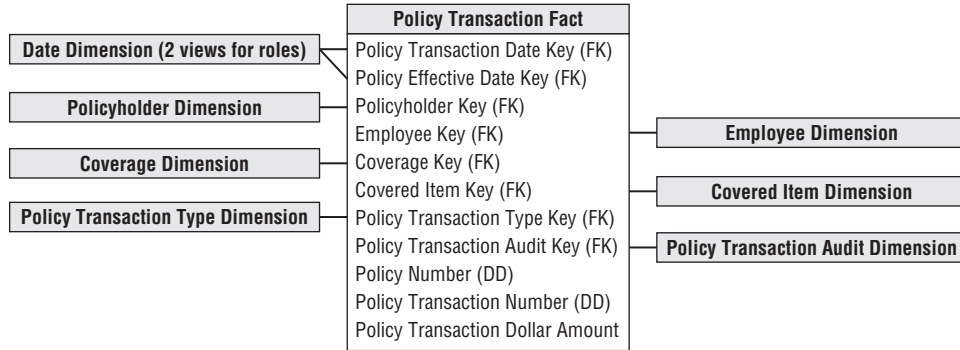 Policy Transaction Fact
Date Dimension (2 views for roles)
Policyholder Dimension
Coverage Dimension
Policy Transaction Type Dimension
Policy Transaction Date Key (FK)
Policy Effective Date Key (FK)
Policyholder Key (FK)
Employee Key (FK)
Coverage Key (FK)
Covered Item Key (FK)
Policy Transaction Type Key (FK)
Policy Transaction Audit Key (FK)
Policy Number (DD)
Policy Transaction Number (DD)
Policy Transaction Dollar Amount
Employee Dimension
Covered Item Dimension
Policy Transaction Audit Dimension